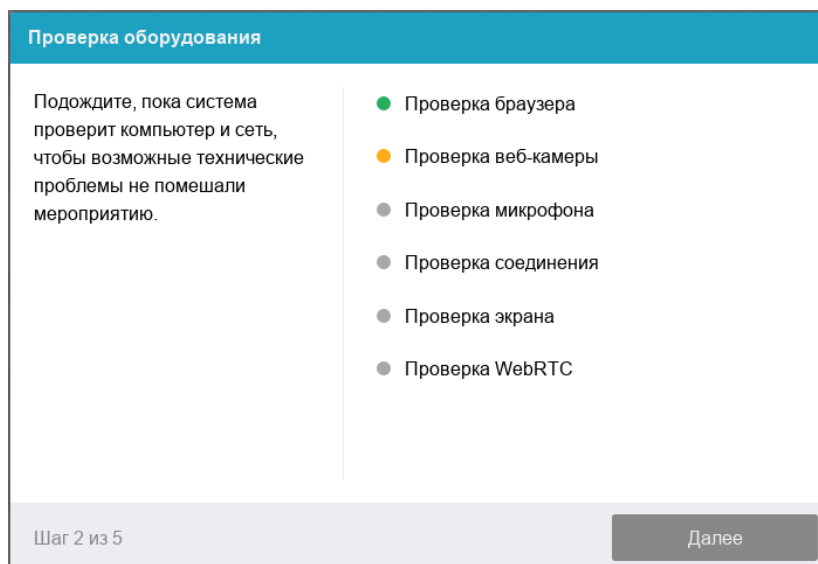 Проверка оборудования
Подождите, пока система
проверит компьютер и сеть,
чтобы возможные технические
проблемы не помешали
мероприятию.
Проверка браузера
Проверка веб-камеры
Проверка микрофона
Проверка соединения
Проверка экрана
Проверка WebRTC
Шаг 2 из 5
Далее